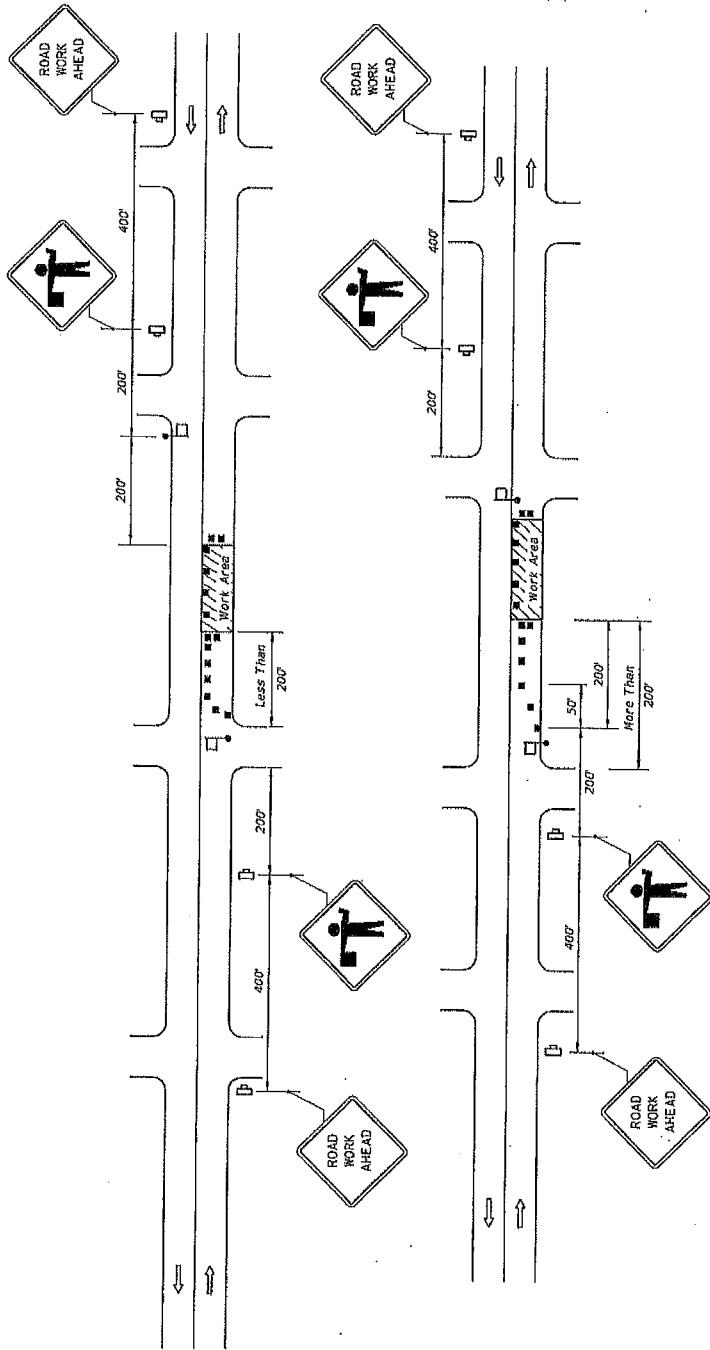 ROAD
WORK
AHEAD
400'
200'
200'
Work Area
Less Than
200'
200'
400'
ROAD
WORK
AHEAD
ROAD
WORK
AHEAD
400'
200'
Work Area
200'
More Than
200'
50'
200'
400'
ROAD
WORK
AHEAD